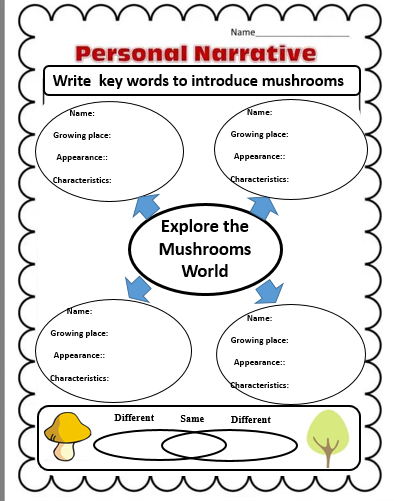 Name
Personal Narrative
Write key words to introduce mushrooms
Name:
Growing place:
Appearance::
Characteristics:
Name:
Growing place:
Appearance::
Characteristics:
Explore the
Mushrooms
World
Name:
Growing place:
Appearance::
Characteristics:
Name:
Growing place:
Appearance::
Characteristics:
Different Same Different